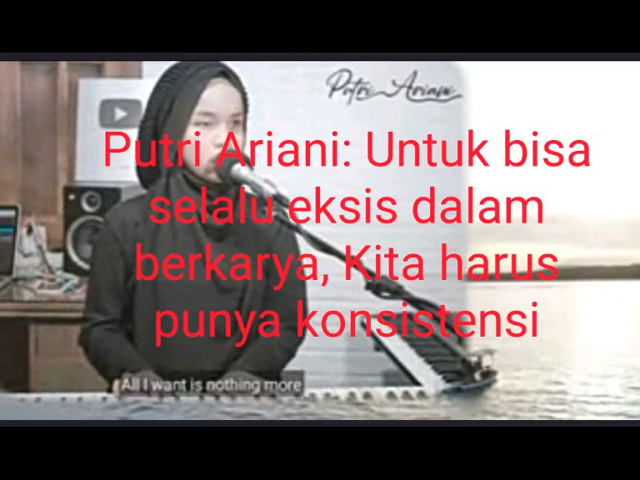 Putri Ariani
Putri Ariani: Untuk bisa
selalu eksis dalam
berkarya, Kita harus
punya konsistensi
All I want is nothing more